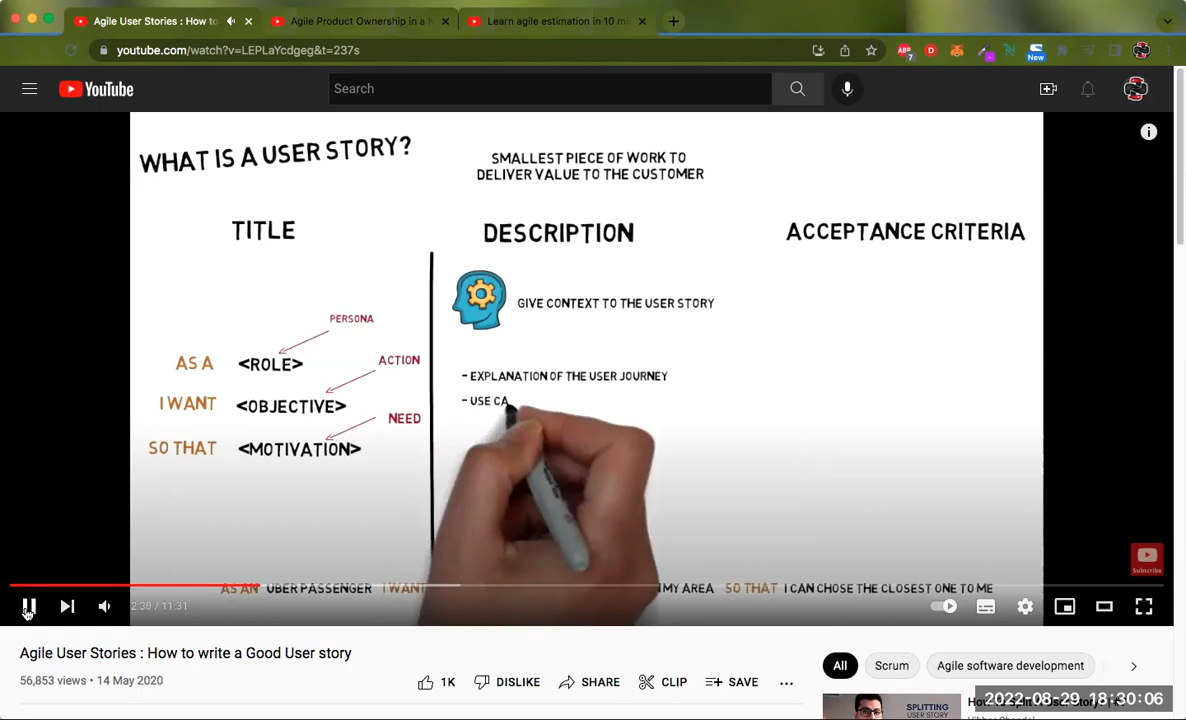 Agile User Stories : How to
Agile Product Ownership in a N
Learn agile estimation in 10 mi
youtube.com/watch?v=LEPLaYcdgeg&t=237s
7
D
New
YouTube
Search
WHAT IS A USER STORY?
SMALLEST PIECE OF WORK TO
DELIVER VALUE TO THE CUSTOMER
TITLE
DESCRIPTION
ACCEPTANCE CRITERIA
GIVE CONTEXT TO THE USER STORY
PERSONA
AS A <ROLE>
ACTION
I WANT <OBJECTIVE>
NEED
SO THAT <MOTIVATION>
- EXPLANATION OF THE USER JOURNEY
- USE CA
Subscribe
AS AN UBER PASSENGER I WANT
MY AREA SO THAT I CAN CHOSE THE CLOSEST ONE TO ME
2:30 / 11:31
Agile User Stories : How to write a Good User story
56,853 views • 14 May 2020
1K DISLIKE SHARE CLIP SAVE
All Scrum Agile software development
SPLITTING
USER STORY
2022-08-29 18:30:06